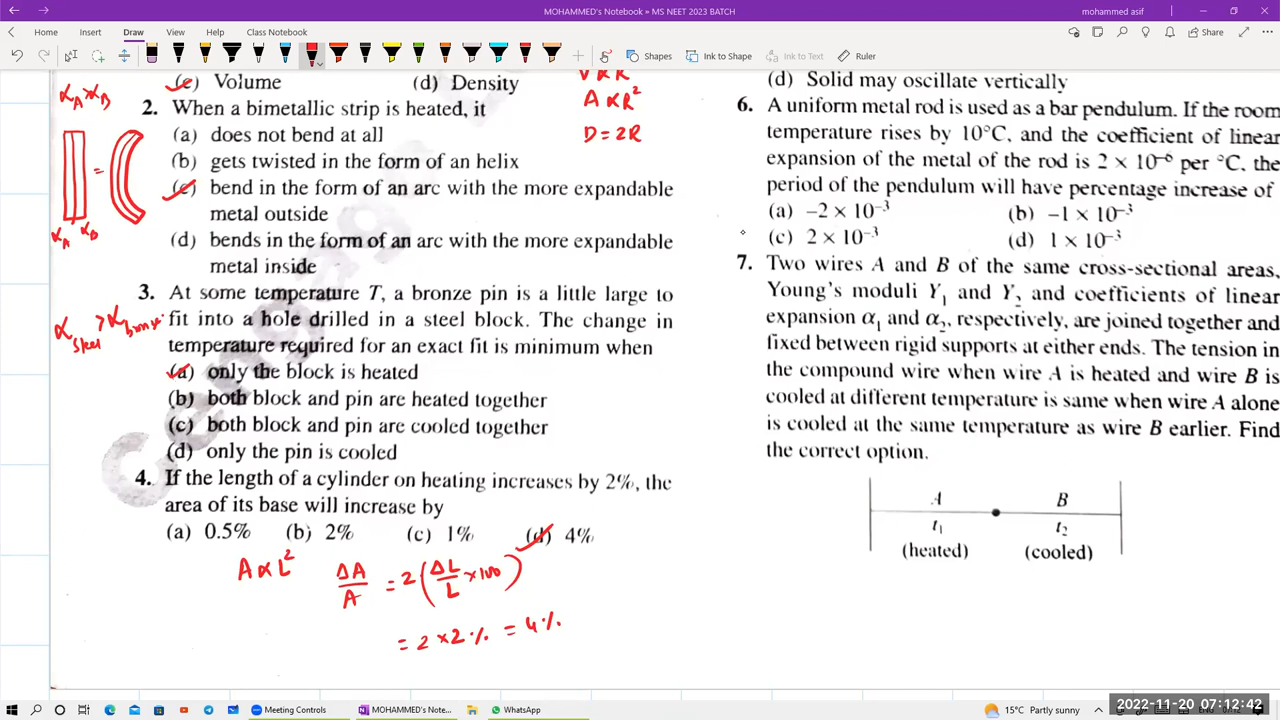 MOHAMMED's Notebook » MS NEET 2023 BATCH
mohammed asif
Home Insert Draw View Help Class Notebook
Shapes Ink to Shape Ink to Text Ruler Share
(c) Volume (d) Density
2. When a bimetallic strip is heated, it
(a) does not bend at all
(b) gets twisted in the form of an helix
(c) bend in the form of an arc with the more expandable
metal outside
(d) bends in the form of an arc with the more expandable
metal inside
3. At some temperature T, a bronze pin is a little large to
fit into a hole drilled in a steel block. The change in
temperature required for an exact fit is minimum when
(a) only the block is heated
(b) both block and pin are heated together
(c) both block and pin are cooled together
(d) only the pin is cooled
4. If the length of a cylinder on heating increases by 2%, the
area of its base will increase by
(a) 0.5% (b) 2% (c) 1% (d) 4%
A ∝ L²
ΔA/A = 2(ΔL/L × 100)
= 2 × 2% = 4%
α_A > α_B
=
α_A α_B
α_steel > α_bronze
V ∝ R
A ∝ R²
D = 2R
(d) Solid may oscillate vertically
6. A uniform metal rod is used as a bar pendulum. If the room
temperature rises by 10°C, and the coefficient of linear
expansion of the metal of the rod is 2 × 10⁻⁶ per °C, the
period of the pendulum will have percentage increase of
(a) −2 × 10⁻³ (b) −1 × 10⁻³
(c) 2 × 10⁻³ (d) 1 × 10⁻³
7. Two wires A and B of the same cross-sectional areas,
Young's moduli Y₁ and Y₂ and coefficients of linear
expansion α₁ and α₂, respectively, are joined together and
fixed between rigid supports at either ends. The tension in
the compound wire when wire A is heated and wire B is
cooled at different temperature is same when wire A alone
is cooled at the same temperature as wire B earlier. Find
the correct option.
A B
t₁ t₂
(heated) (cooled)
Meeting Controls MOHAMMED's Note... WhatsApp
15°C Partly sunny
2022-11-20 07:12:42